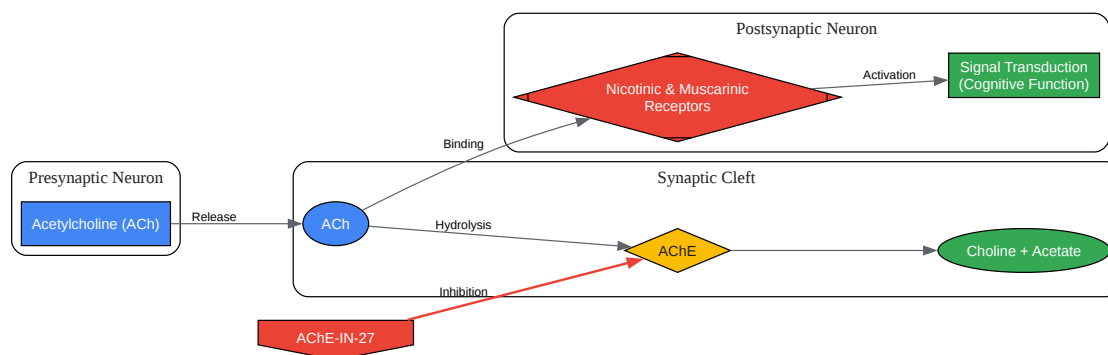 Postsynaptic Neuron
Nicotinic & Muscarinic
Receptors
Activation
Signal Transduction
(Cognitive Function)
Binding
Presynaptic Neuron
Acetylcholine (ACh)
Release
Synaptic Cleft
ACh
Hydrolysis
AChE
Choline + Acetate
Inhibition
AChE-IN-27